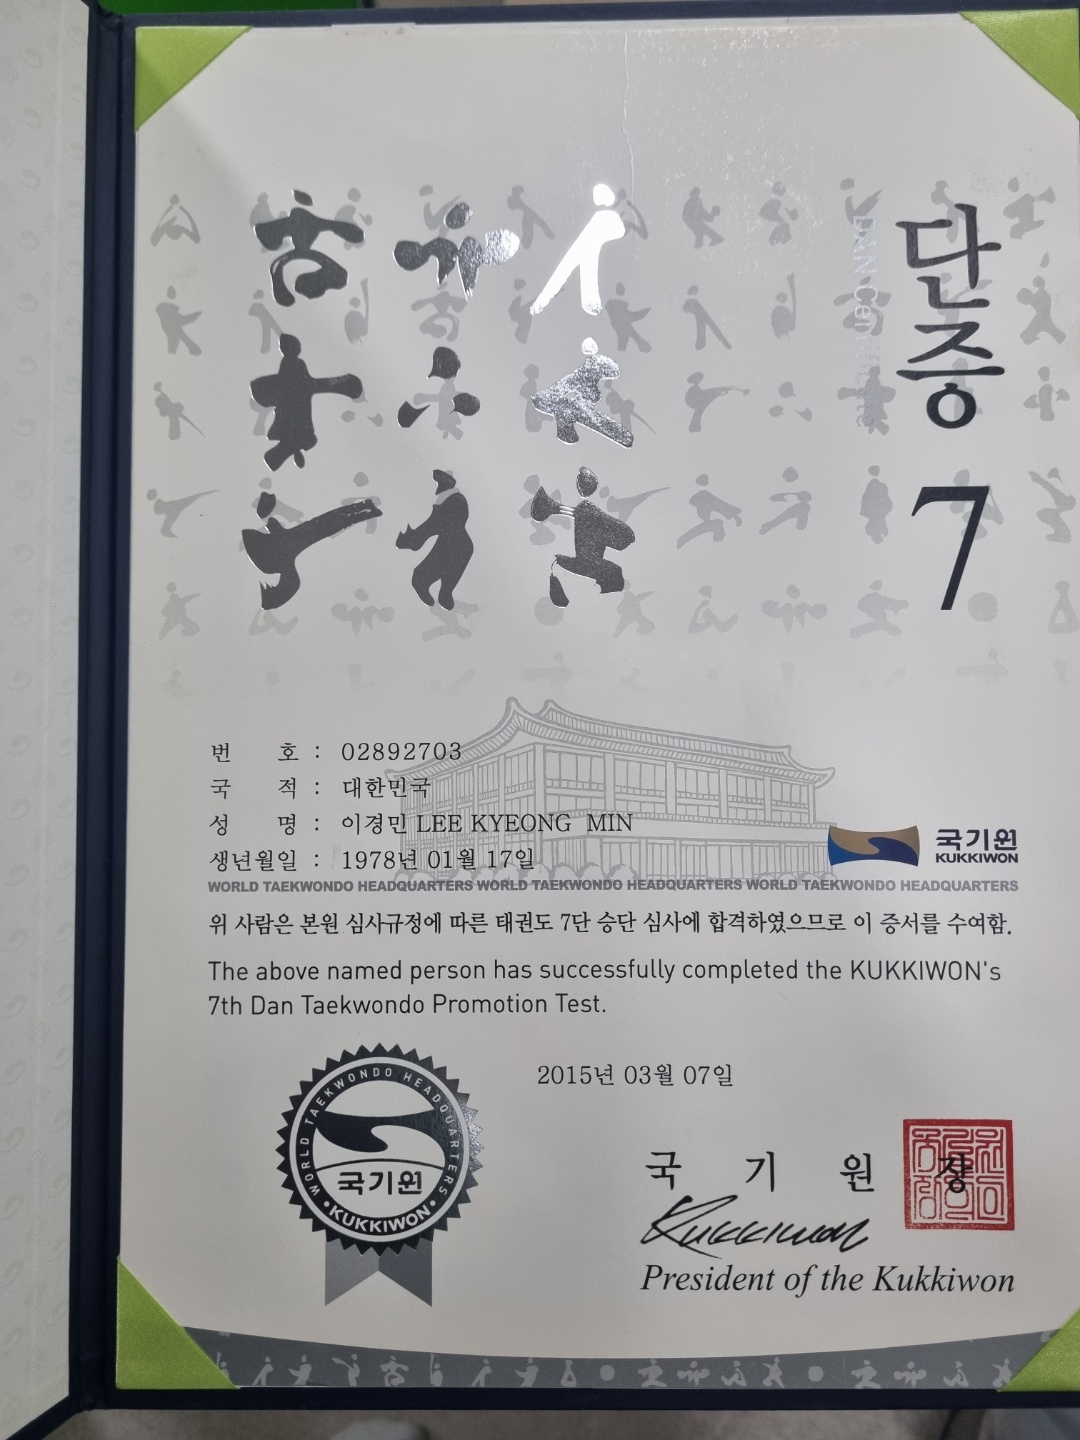 단증
DAN Certificate
7
번 호 : 02892703
국 적 : 대한민국
성 명 : 이경민 LEE KYEONG MIN
생년월일 : 1978년 01월 17일
국기원
KUKKIWON
WORLD TAEKWONDO HEADQUARTERS WORLD TAEKWONDO HEADQUARTERS WORLD TAEKWONDO HEADQUARTERS
위 사람은 본원 심사규정에 따른 태권도 7단 승단 심사에 합격하였으므로 이 증서를 수여함.
The above named person has successfully completed the KUKKIWON's
7th Dan Taekwondo Promotion Test.
2015년 03월 07일
WORLD TAEKWONDO HEADQUARTERS
국기원
KUKKIWON
국 기 원 장
Kukkiwon
President of the Kukkiwon